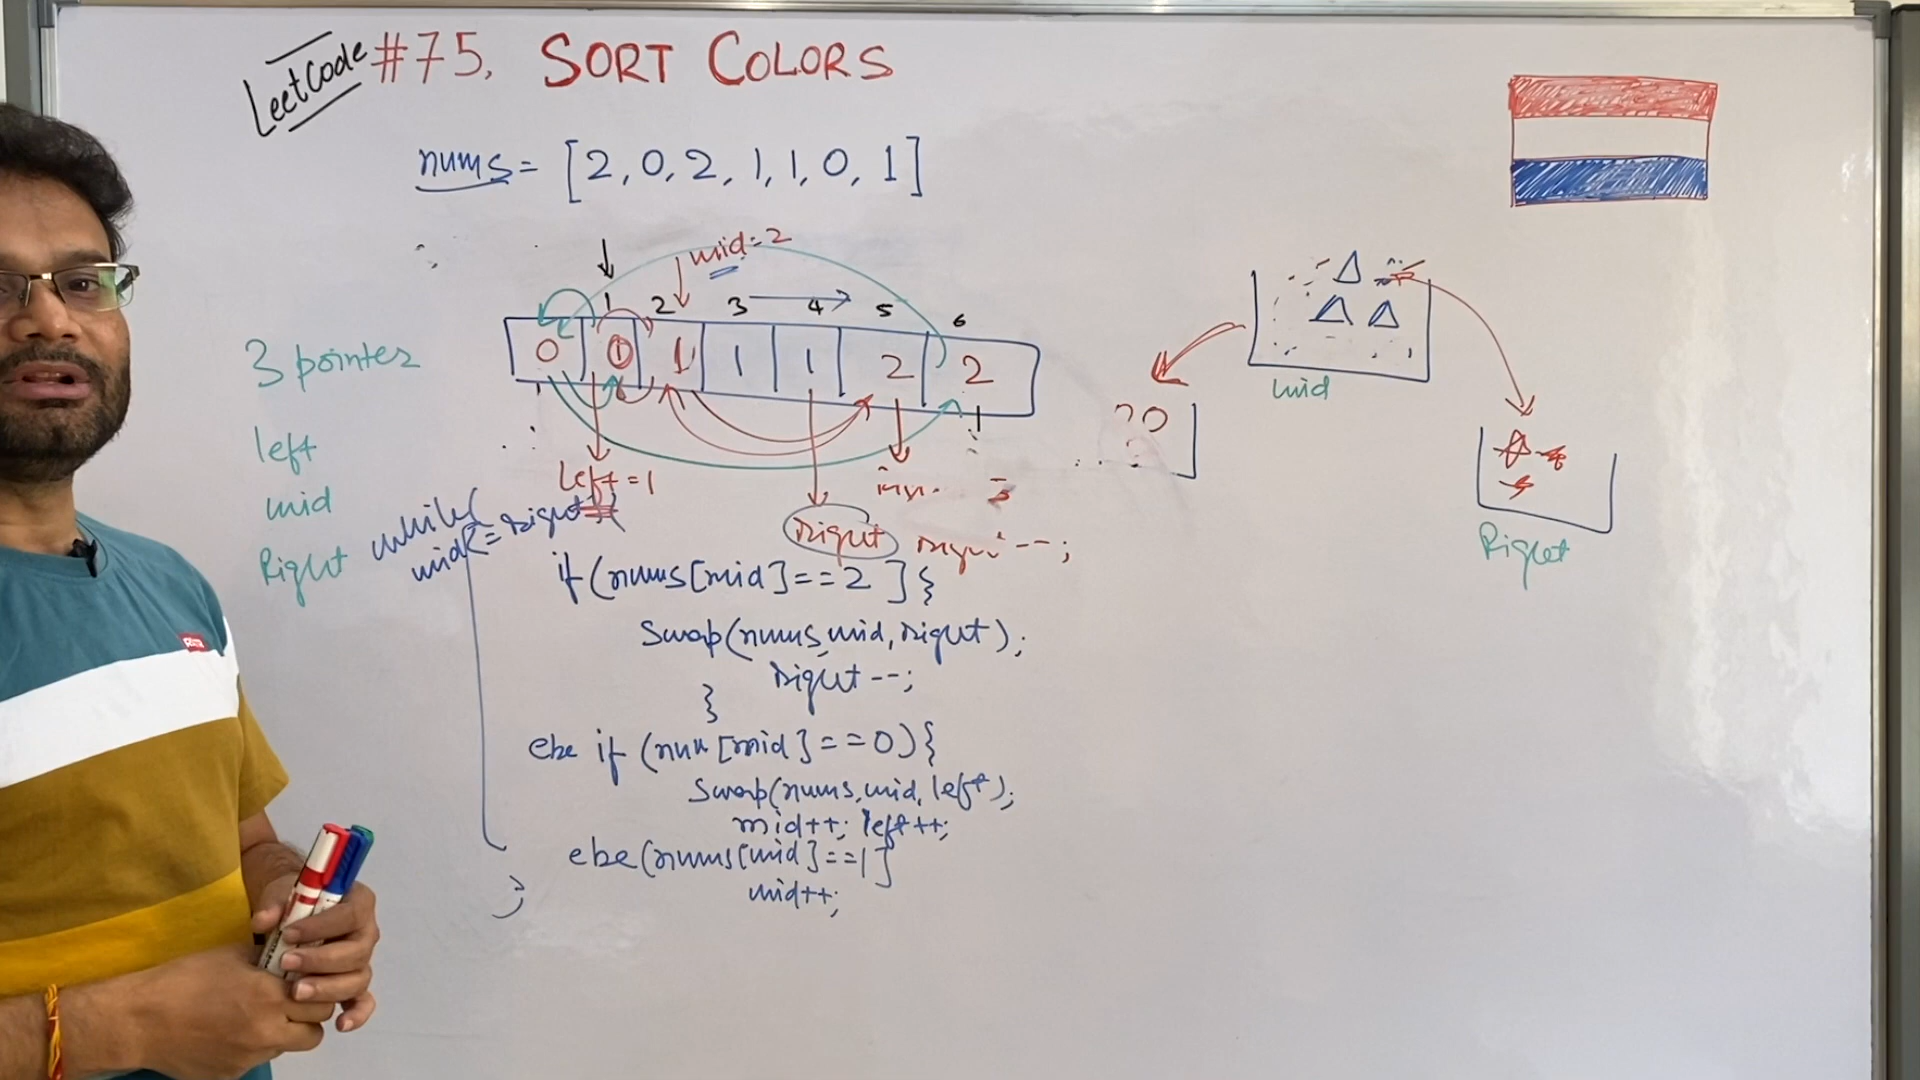 LeetCode #75. SORT COLORS
nums = [2, 0, 2, 1, 1, 0, 1]
mid = 2
1 2 3 4 5 6
0 1 1 1 1 2 2
3 pointer
left
mid
Right
left = 1
Right
right --;
while(
mid <= right) {
if (nums[mid] == 2 ] {
Swap(nums, mid, right);
right --;
}
else if (num [mid] == 0) {
Swap(nums, mid, left);
mid++; left++;
else (nums[mid] == 1]
mid++;
}
mid
0
Right